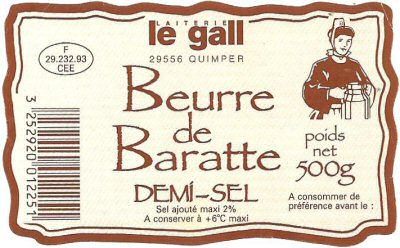 LAITERIE
le gall
29556 QUIMPER
F
29.232.93
CEE
Beurre
de
Baratte
DEMI-SEL
Sel ajouté maxi 2%
A conserver à +6°C maxi
poids
net
500g
A consommer de
préférence avant le :
3 252920 012251